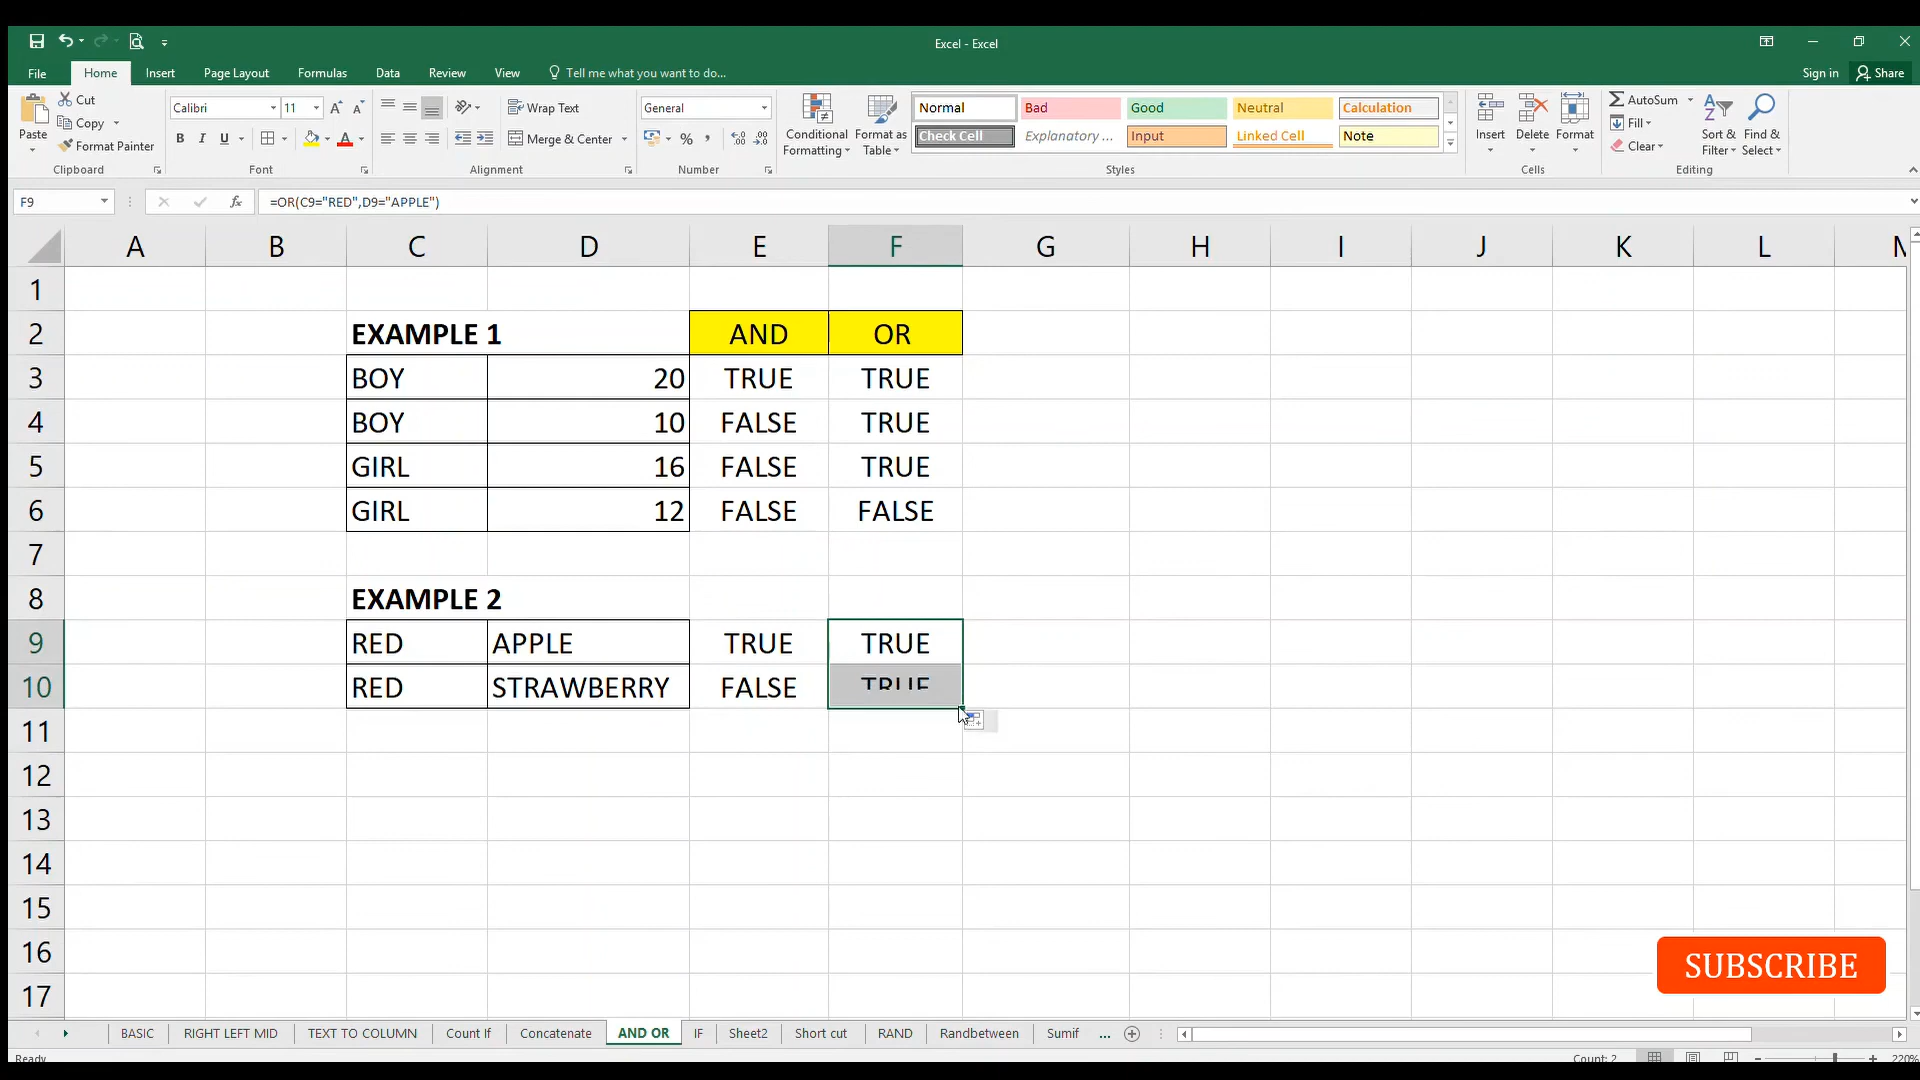 Excel - Excel
File Home Insert Page Layout Formulas Data Review View Tell me what you want to do... Sign in Share
Paste Cut Copy Format Painter Clipboard
Calibri 11 B I U Font
Wrap Text Merge & Center Alignment
General % Number
Conditional Formatting Format as Table
Normal Bad Good Neutral Calculation
Check Cell Explanatory ... Input Linked Cell Note
Styles
Insert Delete Format Cells
AutoSum Fill Clear Sort & Filter Find & Select Editing
F9 fx =OR(C9="RED",D9="APPLE")
A B C D E F G H I J K L
1
2 EXAMPLE 1 AND OR
3 BOY 20 TRUE TRUE
4 BOY 10 FALSE TRUE
5 GIRL 16 FALSE TRUE
6 GIRL 12 FALSE FALSE
7
8 EXAMPLE 2
9 RED APPLE TRUE TRUE
10 RED STRAWBERRY FALSE TRUE
11
12
13
14
15
16
17
SUBSCRIBE
BASIC RIGHT LEFT MID TEXT TO COLUMN Count If Concatenate AND OR IF Sheet2 Short cut RAND Randbetween Sumif ...
Ready Count: 2 220%